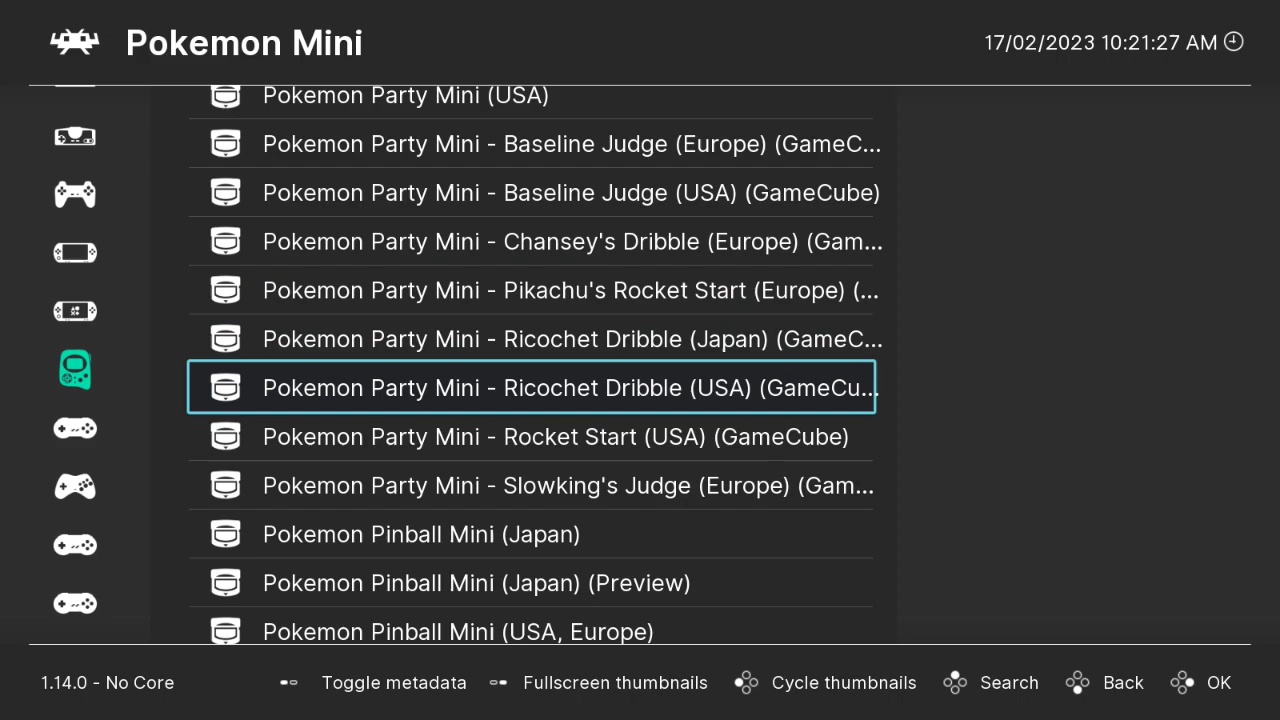 Pokemon Mini
17/02/2023 10:21:27 AM
Pokemon Party Mini (USA)
Pokemon Party Mini - Baseline Judge (Europe) (GameC...
Pokemon Party Mini - Baseline Judge (USA) (GameCube)
Pokemon Party Mini - Chansey's Dribble (Europe) (Gam...
Pokemon Party Mini - Pikachu's Rocket Start (Europe) (...
Pokemon Party Mini - Ricochet Dribble (Japan) (GameC...
Pokemon Party Mini - Ricochet Dribble (USA) (GameCu...
Pokemon Party Mini - Rocket Start (USA) (GameCube)
Pokemon Party Mini - Slowking's Judge (Europe) (Gam...
Pokemon Pinball Mini (Japan)
Pokemon Pinball Mini (Japan) (Preview)
Pokemon Pinball Mini (USA, Europe)
1.14.0 - No Core
Toggle metadata
Fullscreen thumbnails
Cycle thumbnails
Search
Back
OK